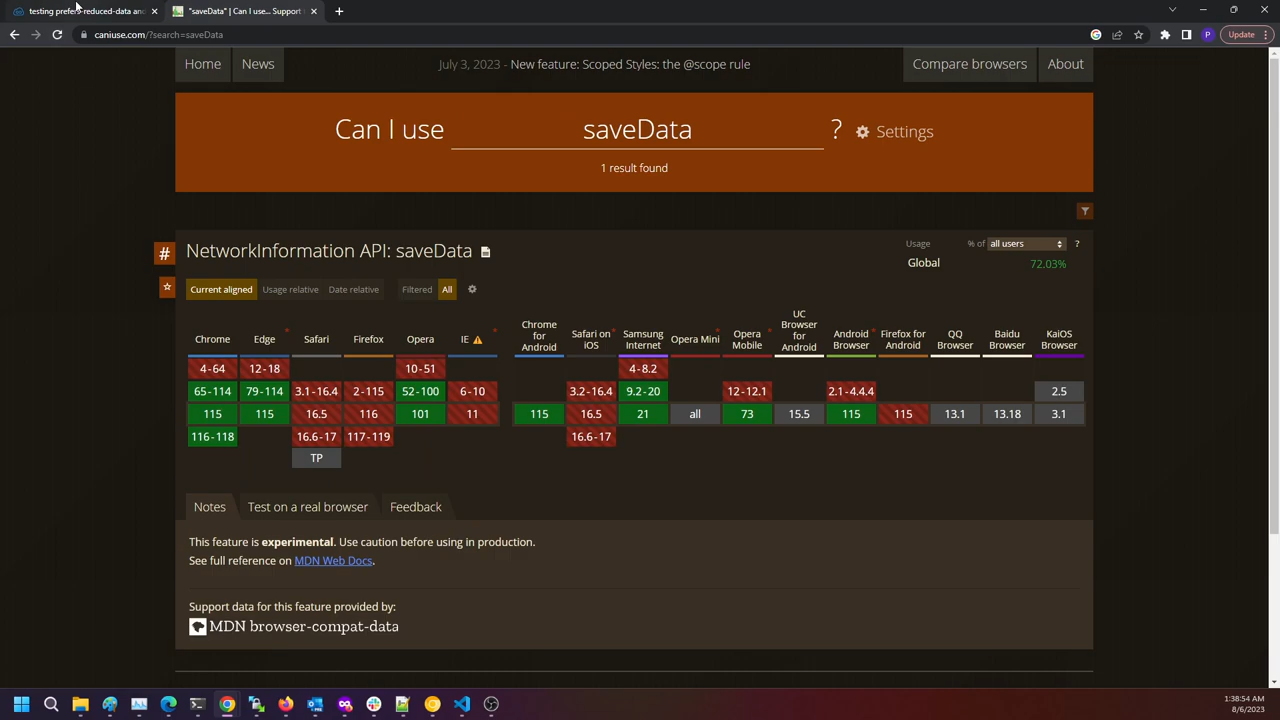 testing prefers-reduced-data an
"saveData" | Can I use... Support
caniuse.com/?search=saveData
P
Update
Home
News
July 3, 2023 - New feature: Scoped Styles: the @scope rule
Compare browsers
About
Can I use saveData ? Settings
1 result found
# NetworkInformation API: saveData
Usage % of all users ?
Global 72.03%
Current aligned Usage relative Date relative Filtered All
Chrome Edge * Safari Firefox Opera IE * Chrome for Android Safari on iOS * Samsung Internet Opera Mini * Opera Mobile * UC Browser for Android Android Browser * Firefox for Android QQ Browser Baidu Browser KaiOS Browser
4-64 12-18 10-51 4-8.2
65-114 79-114 3.1-16.4 2-115 52-100 6-10 3.2-16.4 9.2-20 12-12.1 2.1-4.4.4 2.5
115 115 16.5 116 101 11 115 16.5 21 all 73 15.5 115 115 13.1 13.18 3.1
116-118 16.6-17 117-119 16.6-17
TP
Notes Test on a real browser Feedback
This feature is experimental. Use caution before using in production.
See full reference on MDN Web Docs.
Support data for this feature provided by:
MDN browser-compat-data
1:38:54 AM
8/6/2023